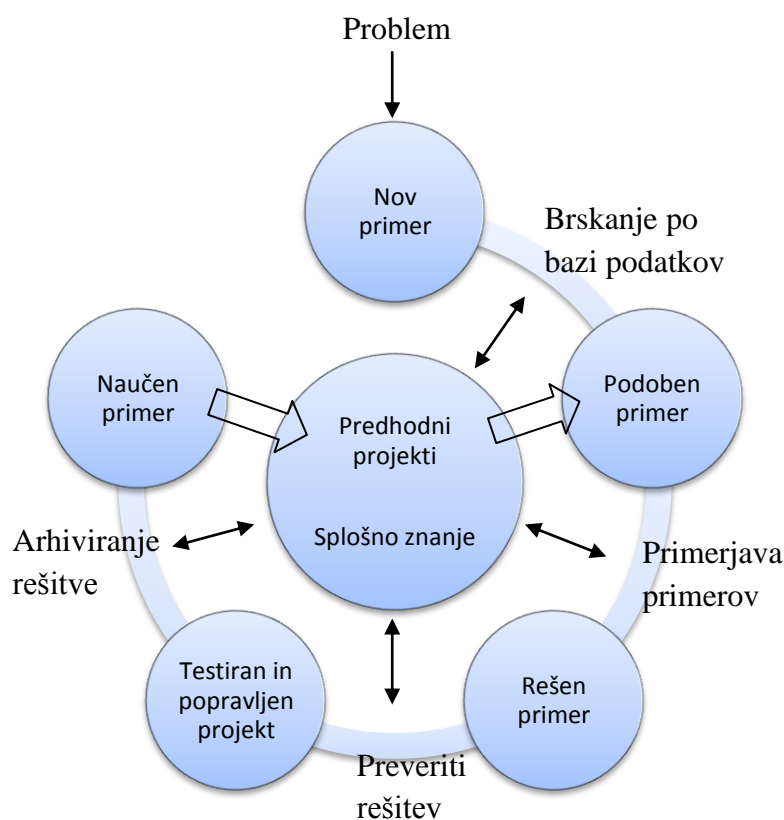 Problem
Nov
primer
Brskanje po
bazi podatkov
Naučen
primer
Predhodni
projekti
Splošno znanje
Podoben
primer
Arhiviranje
rešitve
Primerjava
primerov
Testiran in
popravljen
projekt
Rešen
primer
Preveriti
rešitev